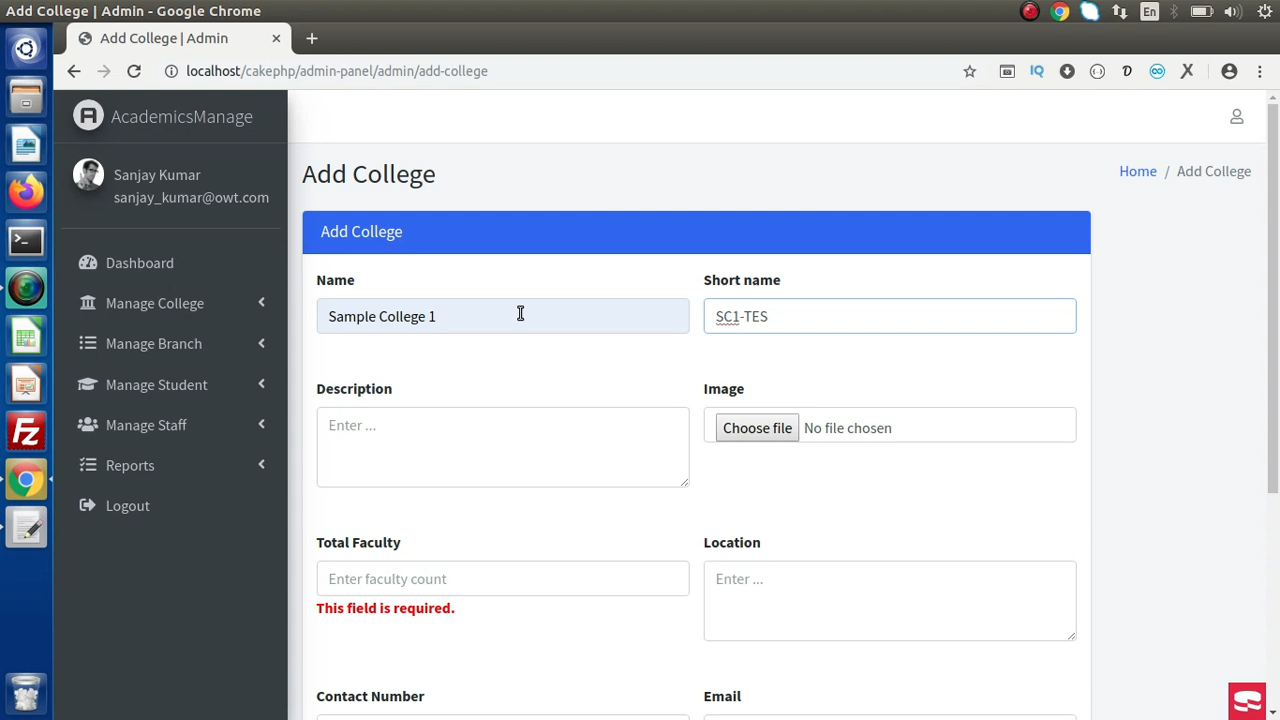 Add College | Admin - Google Chrome
En
Add College | Admin
localhost/cakephp/admin-panel/admin/add-college
IQ
AcademicsManage
Sanjay Kumar
sanjay_kumar@owt.com
Dashboard
Manage College
Manage Branch
Manage Student
Manage Staff
Reports
Logout
Add College
Home / Add College
Add College
Name
Short name
Sample College 1
SC1-TES
Description
Image
Enter ...
Choose file No file chosen
Total Faculty
Location
Enter faculty count
Enter ...
This field is required.
Contact Number
Email